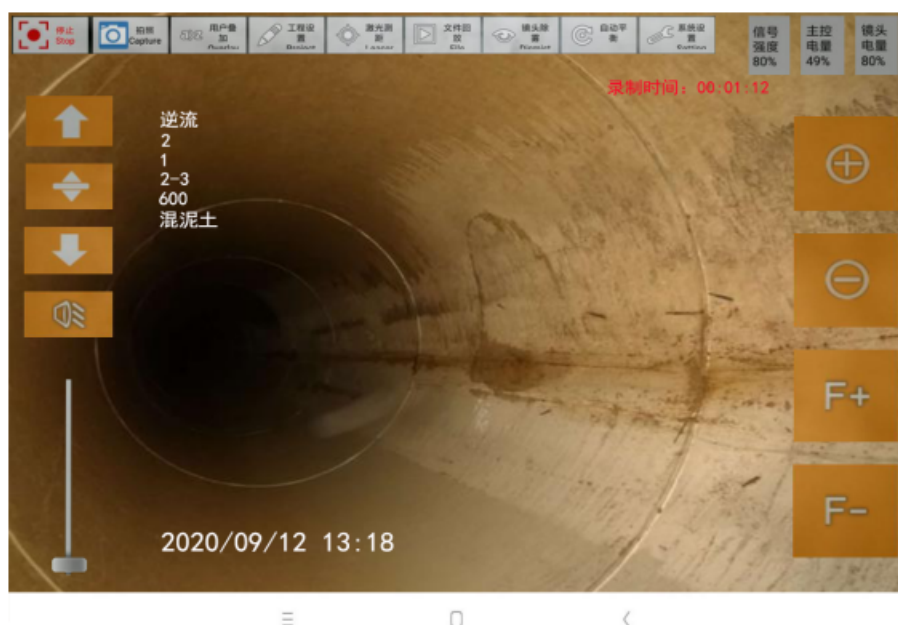 停止
Stop
拍照
Capture
用户叠加
工程设置
激光测距
文件回放
镜头除雾
自动平衡
系统设置
信号强度
80%
主控电量
49%
镜头电量
80%
录制时间：00:01:12
逆流
2
1
2-3
600
混泥土
F+
F-
2020/09/12 13:18